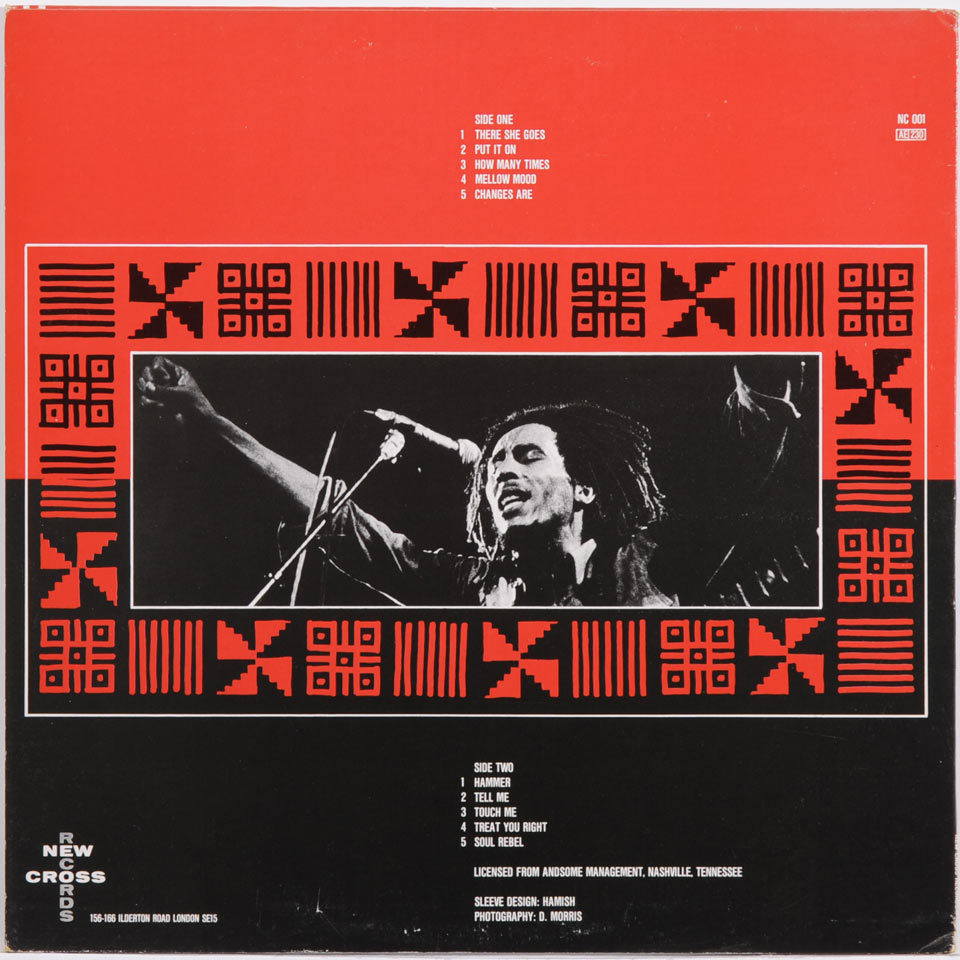 SIDE ONE
1 THERE SHE GOES
2 PUT IT ON
3 HOW MANY TIMES
4 MELLOW MOOD
5 CHANGES ARE
NC 001
AEI 230
SIDE TWO
1 HAMMER
2 TELL ME
3 TOUCH ME
4 TREAT YOU RIGHT
5 SOUL REBEL
LICENSED FROM ANDSOME MANAGEMENT, NASHVILLE, TENNESSEE
SLEEVE DESIGN: HAMISH
PHOTOGRAPHY: D. MORRIS
NEW CROSS
RECORDS
156-166 ILDERTON ROAD LONDON SE15